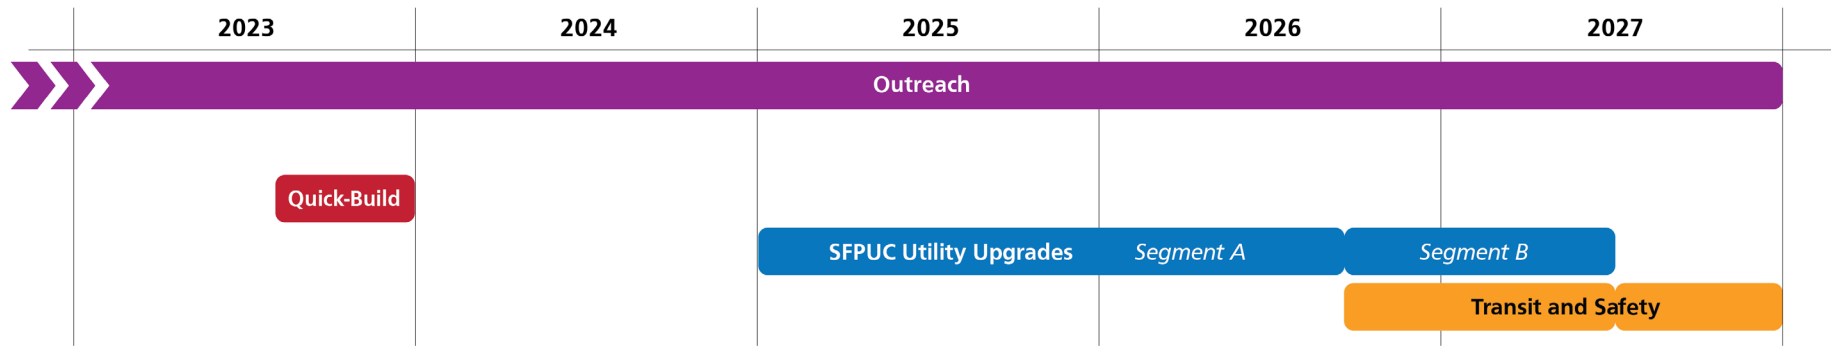 2023 2024 2025 2026 2027
Outreach
Quick-Build
SFPUC Utility Upgrades Segment A Segment B
Transit and Safety